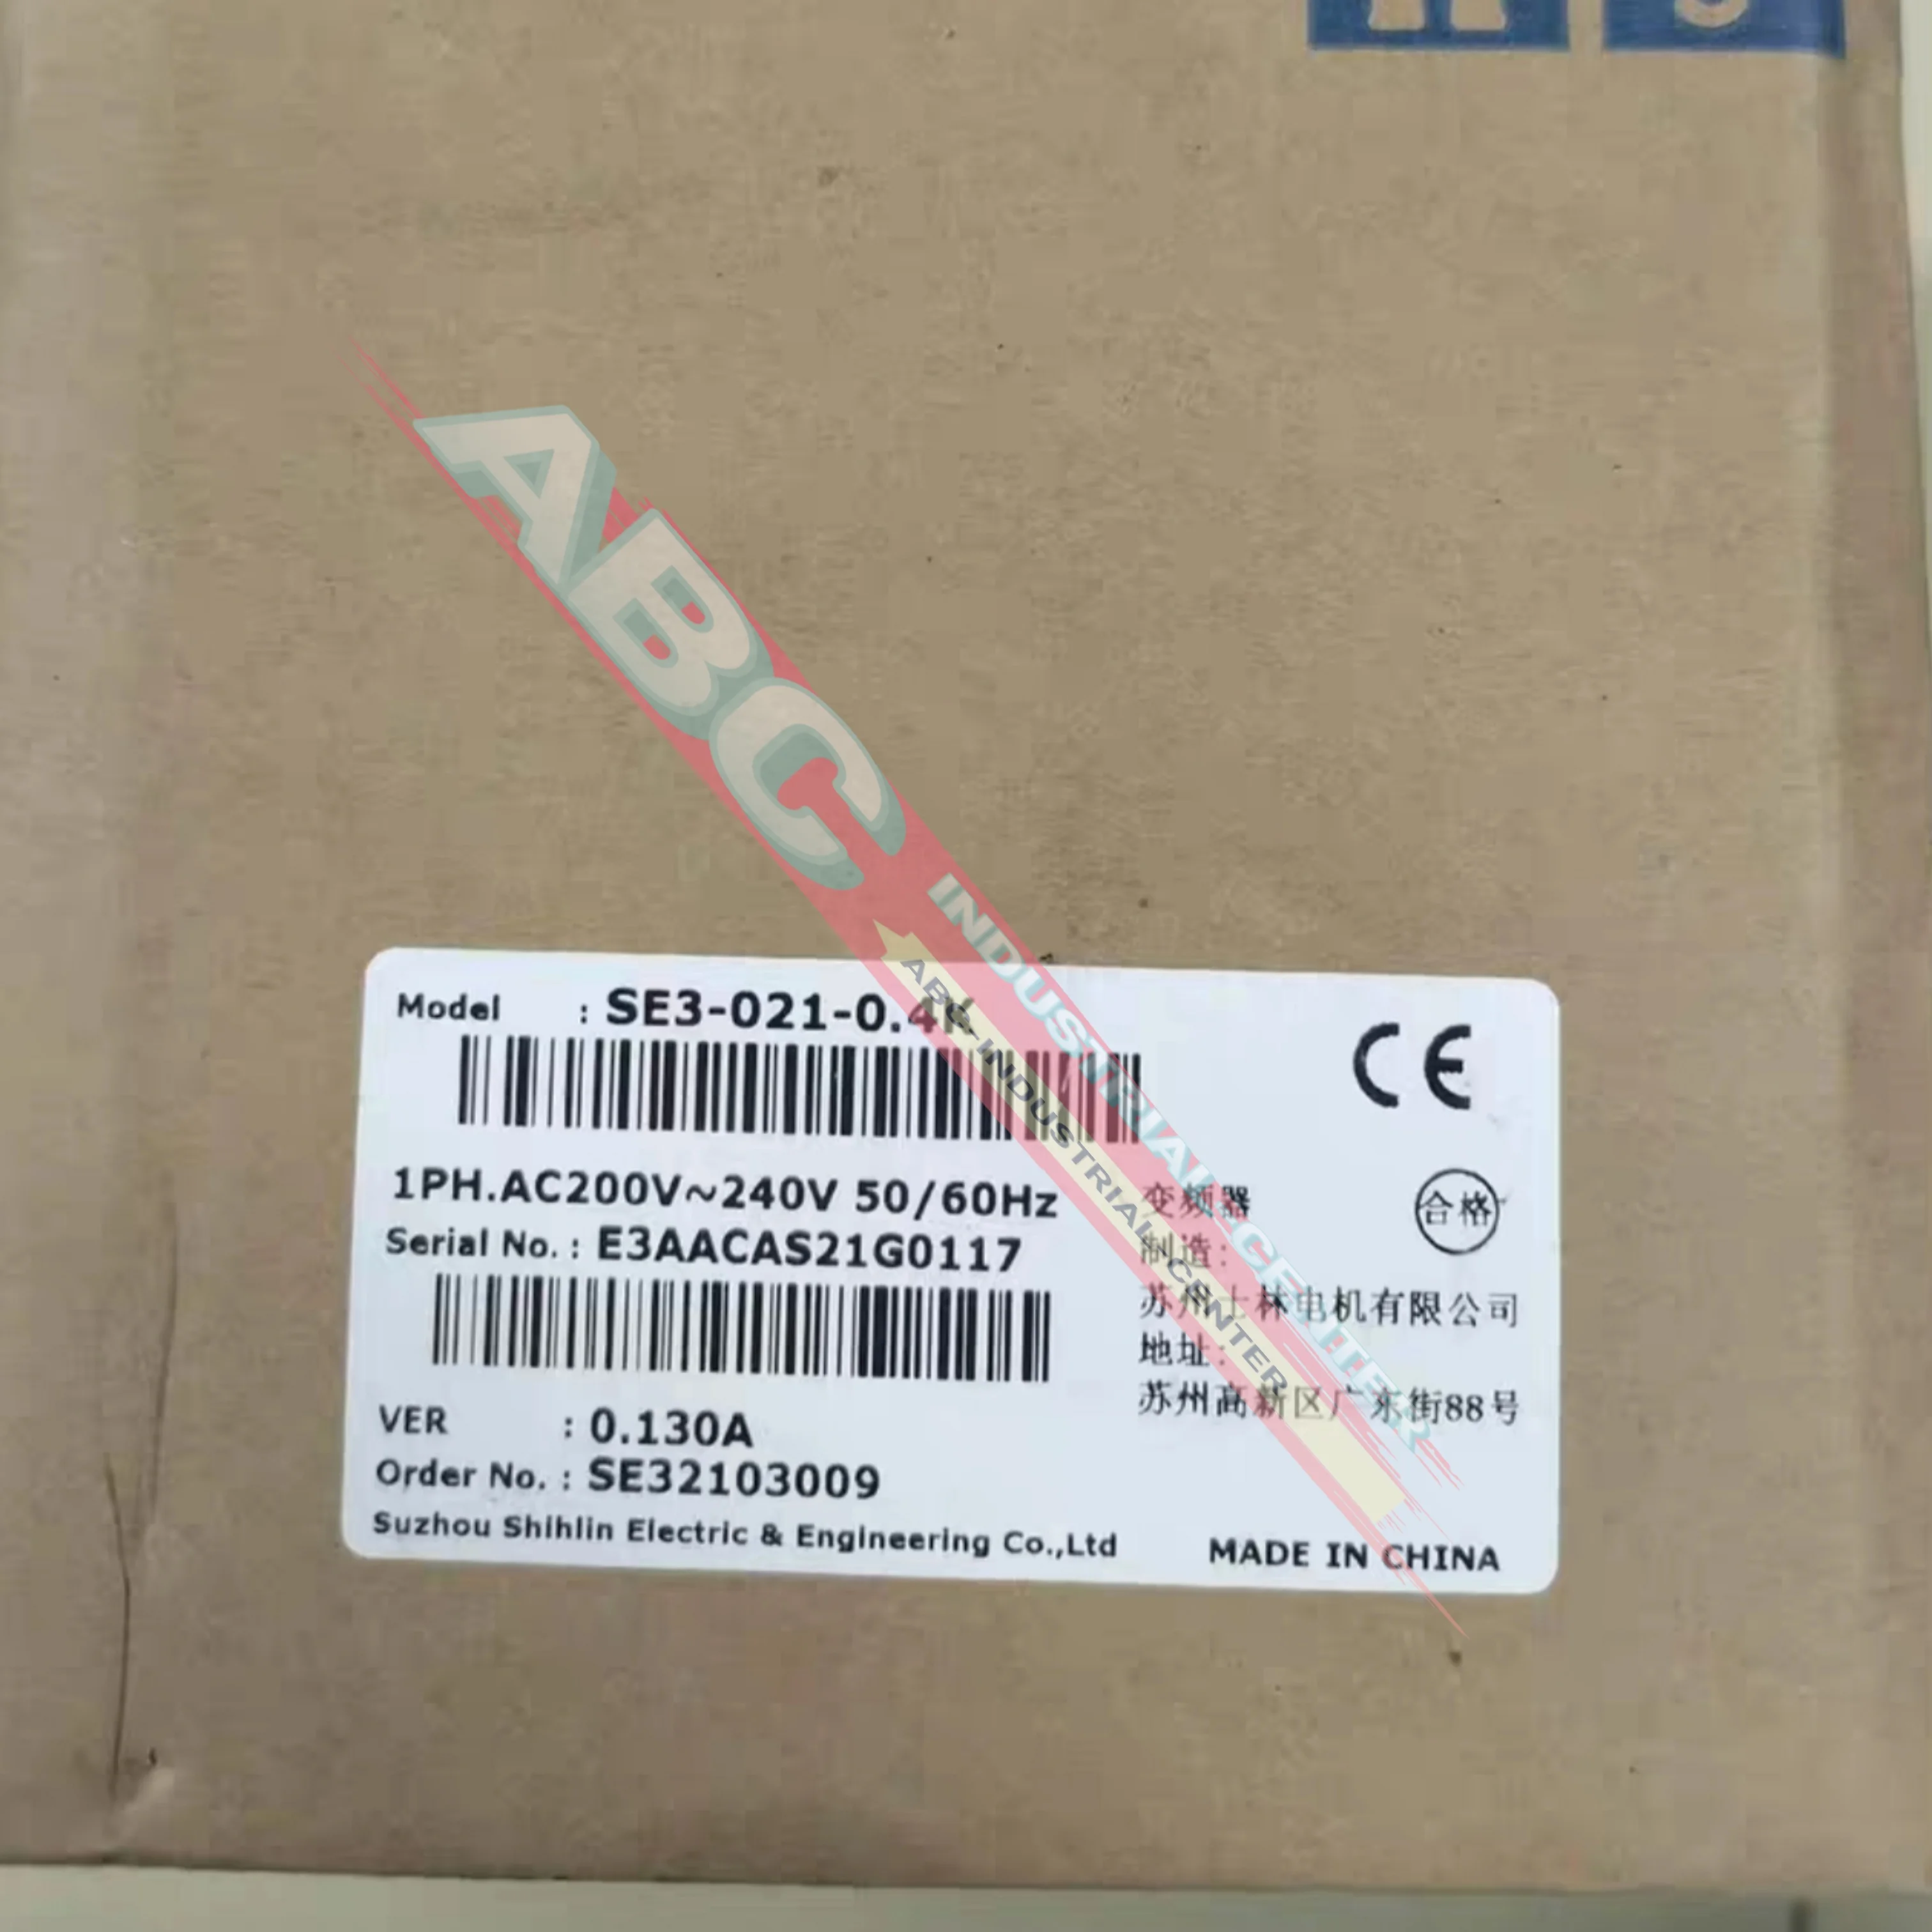 ABC
INDUSTRIAL CENTER
ABC INDUSTRIAL CENTER
Model : SE3-021-0.4K
CE
1PH.AC200V~240V 50/60Hz
变频器
合格
Serial No. : E3AACAS21G0117
制造:
苏州士林电机有限公司
地址:
苏州高新区广东街88号
VER : 0.130A
Order No. : SE32103009
Suzhou Shihlin Electric & Engineering Co.,Ltd
MADE IN CHINA